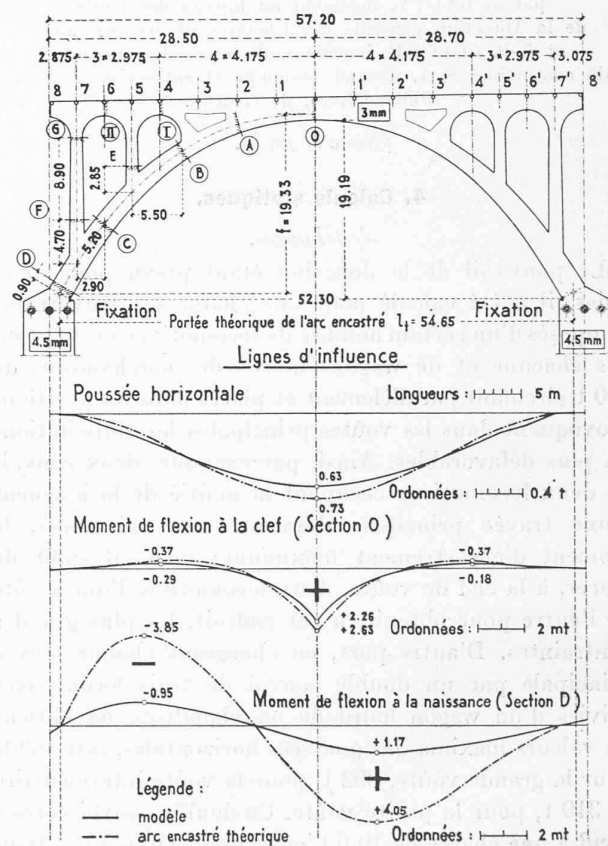 57.20
28.50 28.70
2.875 3=2.975 4=4.175 4=4.175 3=2.975 3.075
8 7 6 5 4 3 2 1 1' 2' 3' 4' 5' 6' 8'
3mm
G II I O
A
B
E
8.90
2.85
5.50
F
C
4.70
5.20
D
0.90
2.90
f = 19.33
19.19
52.30
Fixation Fixation
Portée théorique de l'arc encastré l₁= 54.65
4.5mm 4.5mm
Lignes d'influence
Poussée horizontale Longueurs 5 m
0.63
0.73
Ordonnées : 0.4 t
Moment de flexion à la clef ( Section O )
-0.37 -0.37
-0.29 -0.18
+
+2.26
+2.63
Ordonnées : 2 mt
-3.85
−
-0.95
Moment de flexion à la naissance ( Section D )
+1.17
+
+4.05
Légende :
modèle
arc encastré théorique
Ordonnées : 2 mt